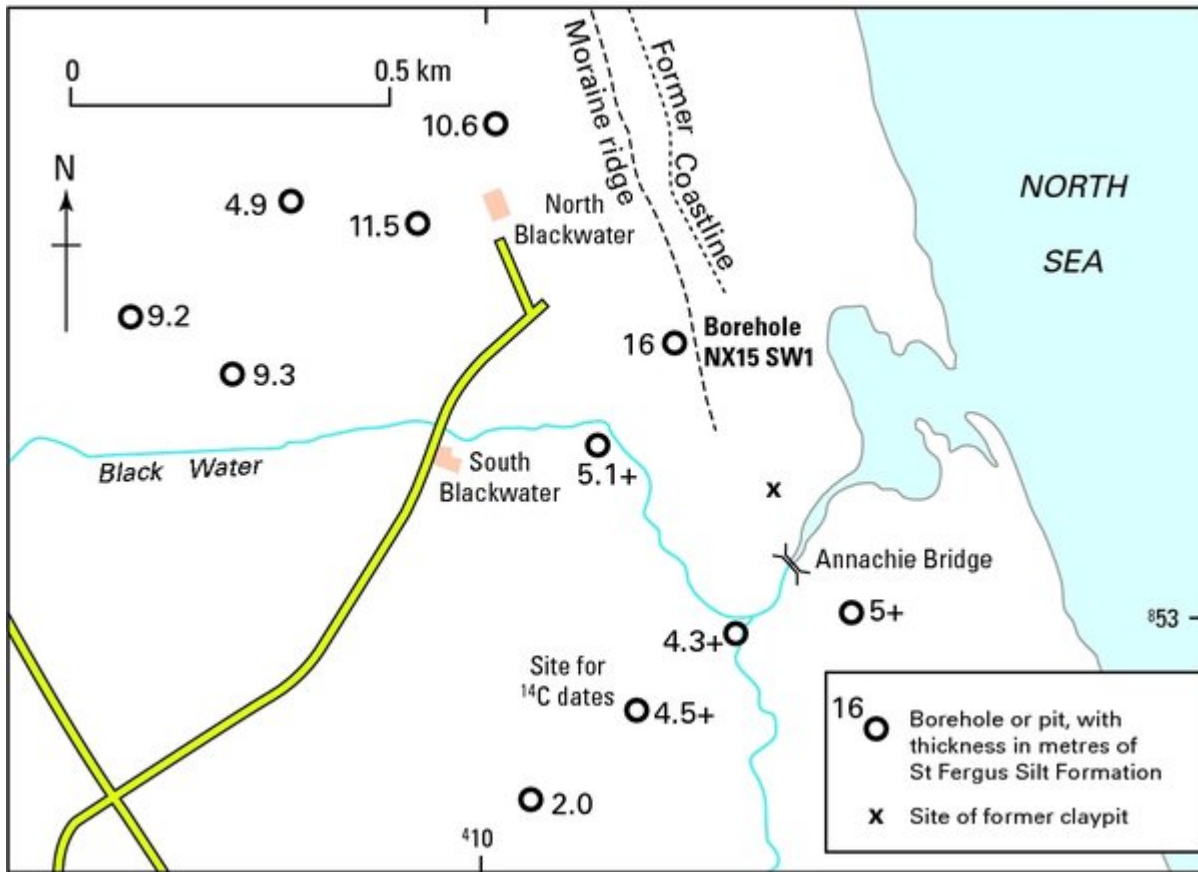 0
0.5 km
N
10.6
4.9
11.5
North
Blackwater
Moraine ridge
Former Coastline
NORTH
SEA
9.2
9.3
16
Borehole
NX15 SW1
Black Water
South
Blackwater
5.1+
x
Annachie Bridge
5+
⁸53
4.3+
Site for
¹⁴C dates
4.5+
2.0
⁴10
16
Borehole or pit, with
thickness in metres of
St Fergus Silt Formation
x
Site of former claypit